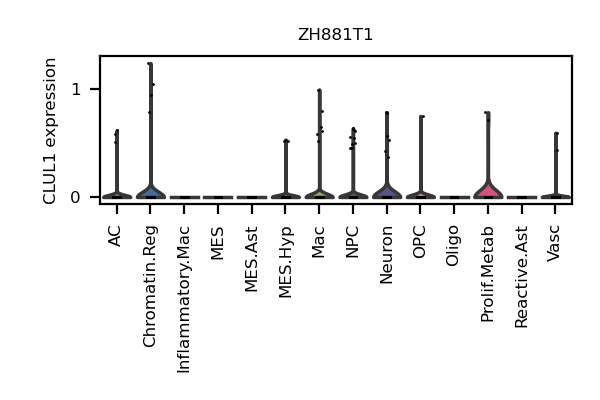 ZH881T1
CLUL1 expression
1
0
AC
Chromatin.Reg
Inflammatory.Mac
MES
MES.Ast
MES.Hyp
Mac
NPC
Neuron
OPC
Oligo
Prolif.Metab
Reactive.Ast
Vasc